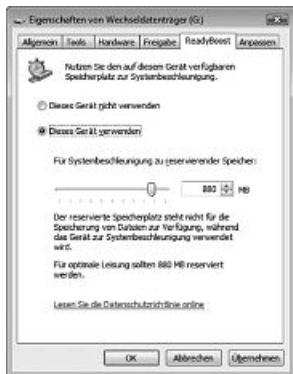 Eigenschaften von Wechseldatenträger (G:)
Allgemein Tools Hardware Freigabe ReadyBoost Anpassen
Nutzen Sie den auf diesem Gerät verfügbaren
Speicherplatz zur Systembeschleunigung.
Dieses Gerät nicht verwenden
Dieses Gerät verwenden
Für Systembeschleunigung zu reservierender Speicher:
880 MB
Der reservierte Speicherplatz steht nicht für die
Speicherung von Dateien zur Verfügung, während
das Gerät zur Systembeschleunigung verwendet
wird.
Für optimale Leisung sollten 880 MB reserviert
werden.
Lesen Sie die Datenschutzrichtlinie online
OK Abbrechen Übernehmen